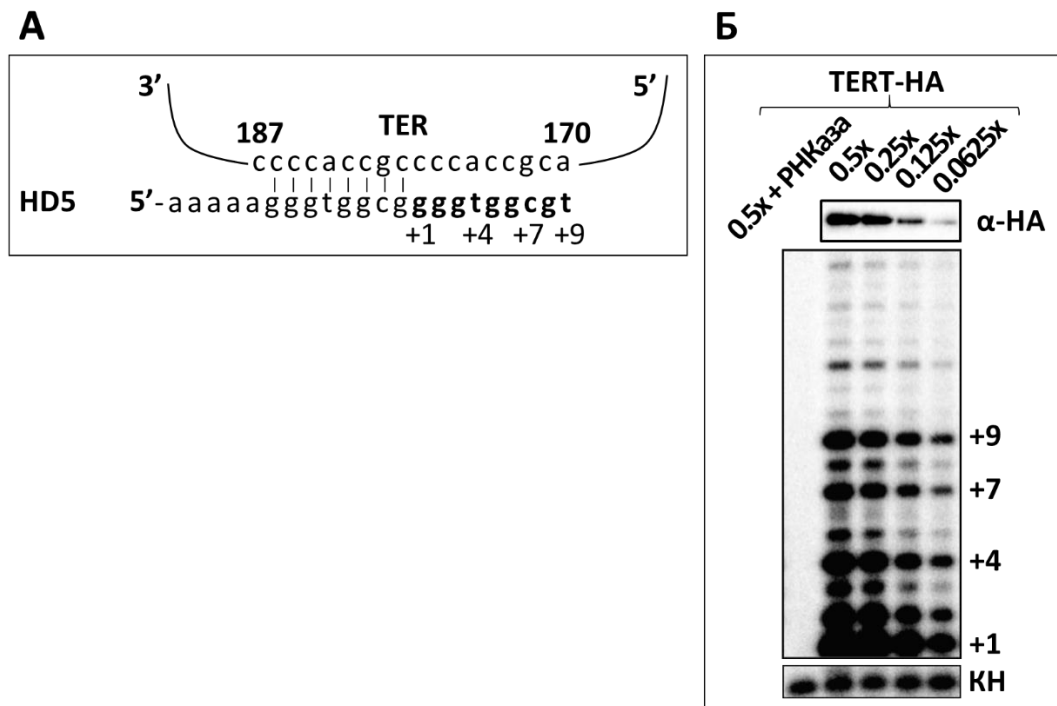 А
3’ 5’
187 TER 170
ccccaccgccccaccgca
HD5 5’-aaaaagggtggcggggtggcgt
+1 +4 +7 +9
Б
TERT-HA
0.5x + РНКаза 0.5x 0.25x 0.125x 0.0625x
α-HA
+9
+7
+4
+1
КН